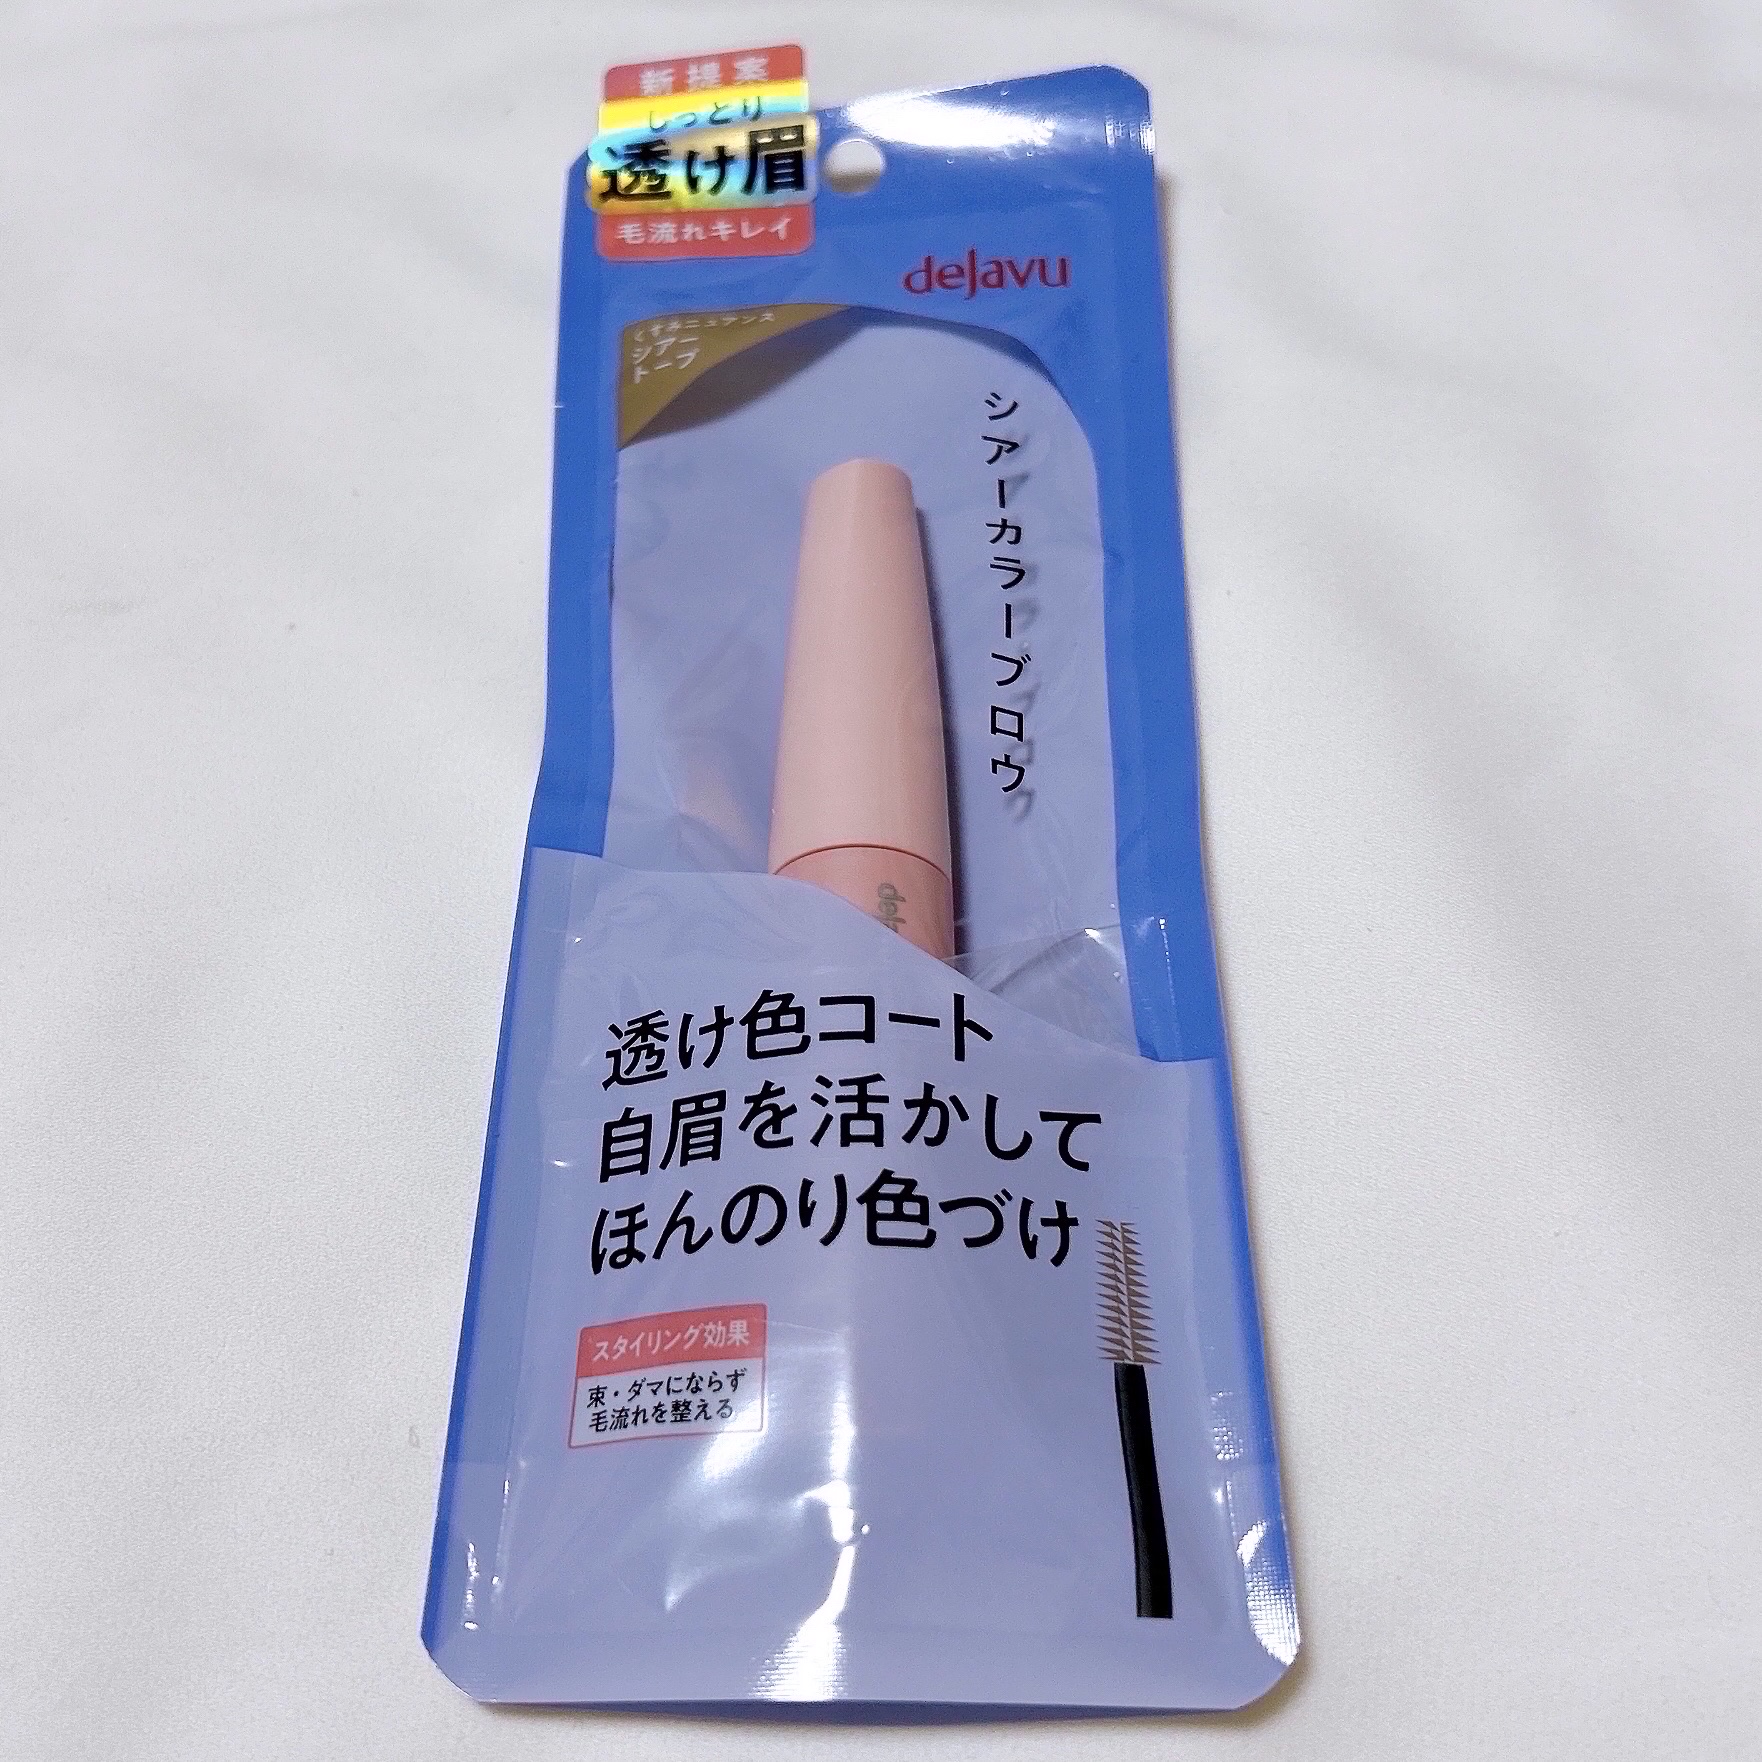 新提案
しっとり
透け眉
毛流れキレイ
dejavu
くすみニュアンス
シアー
トープ
シアーカラーブロウ
透け色コート
自眉を活かして
ほんのり色づけ
スタイリング効果
束・ダマにならず
毛流れを整える